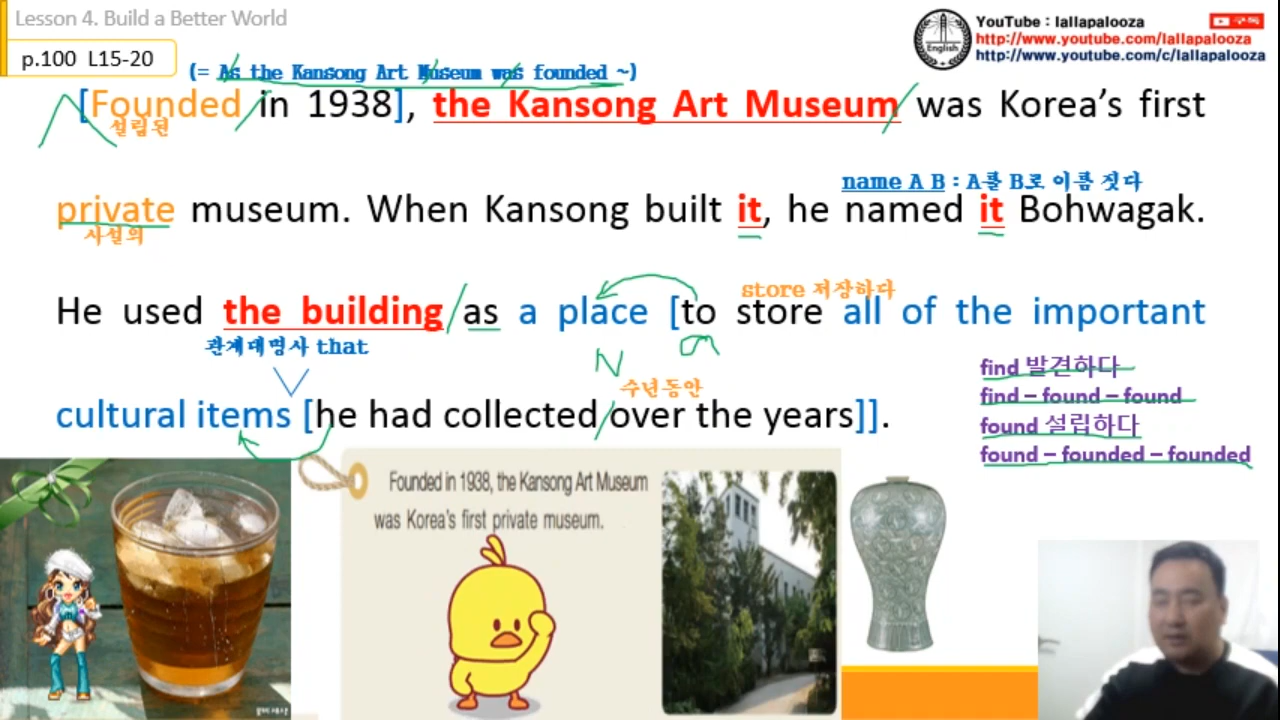 Lesson 4. Build a Better World
p.100 L15-20
YouTube : lallapalooza
구독
http://www.youtube.com/lallapalooza
http://www.youtube.com/c/lallapalooza
English
(= As the Kansong Art Museum was founded ~)
[Founded in 1938], the Kansong Art Museum was Korea's first
설립된
name A B : A를 B로 이름 짓다
private museum. When Kansong built it, he named it Bohwagak.
사설의
store 저장하다
He used the building as a place [to store all of the important
관계대명사 that
N
수년동안
cultural items [he had collected over the years]].
find 발견하다
find – found – found
found 설립하다
found – founded – founded
Founded in 1938, the Kansong Art Museum
was Korea's first private museum.